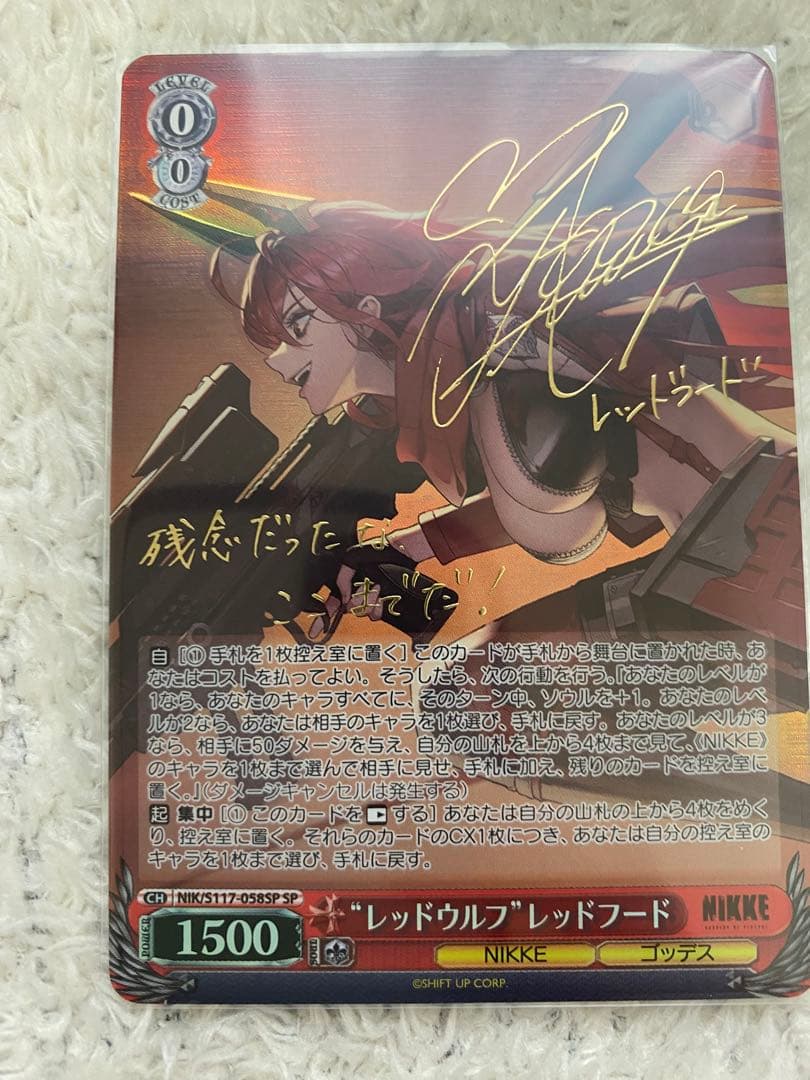 LEVEL
0
0
COST
レッドフード
残念だったな、
ここまでだ!
自 [① 手札を1枚控え室に置く] このカードが手札から舞台に置かれた時、あ
なたはコストを払ってよい。そうしたら、次の行動を行う。『あなたのレベルが
1なら、あなたのキャラすべてに、そのターン中、ソウルを+1。あなたのレベ
ルが2なら、あなたは相手のキャラを1枚選び、手札に戻す。あなたのレベルが3
なら、相手に50ダメージを与え、自分の山札を上から4枚まで見て、《NIKKE》
のキャラを1枚まで選んで相手に見せ、手札に加え、残りのカードを控え室に
置く。』(ダメージキャンセルは発生する)
起 集中 [① このカードを する] あなたは自分の山札の上から4枚をめく
り、控え室に置く。それらのカードのCX1枚につき、あなたは自分の控え室の
キャラを1枚まで選び、手札に戻す。
CH NIK/S117-058SP SP
"レッドウルフ"レッドフード
NIKKE
POWER
1500
SOUL
NIKKE
ゴッデス
©SHIFT UP CORP.